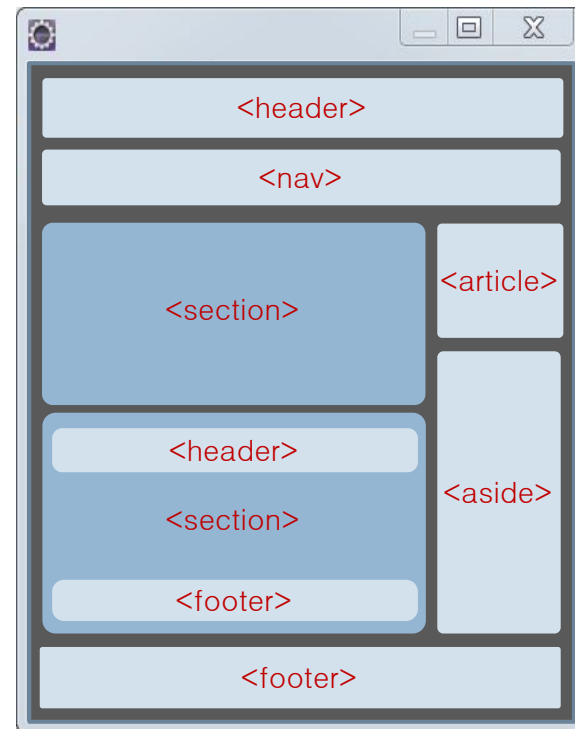 <header>
<nav>
<section>
<article>
<header>
<section>
<footer>
<aside>
<footer>